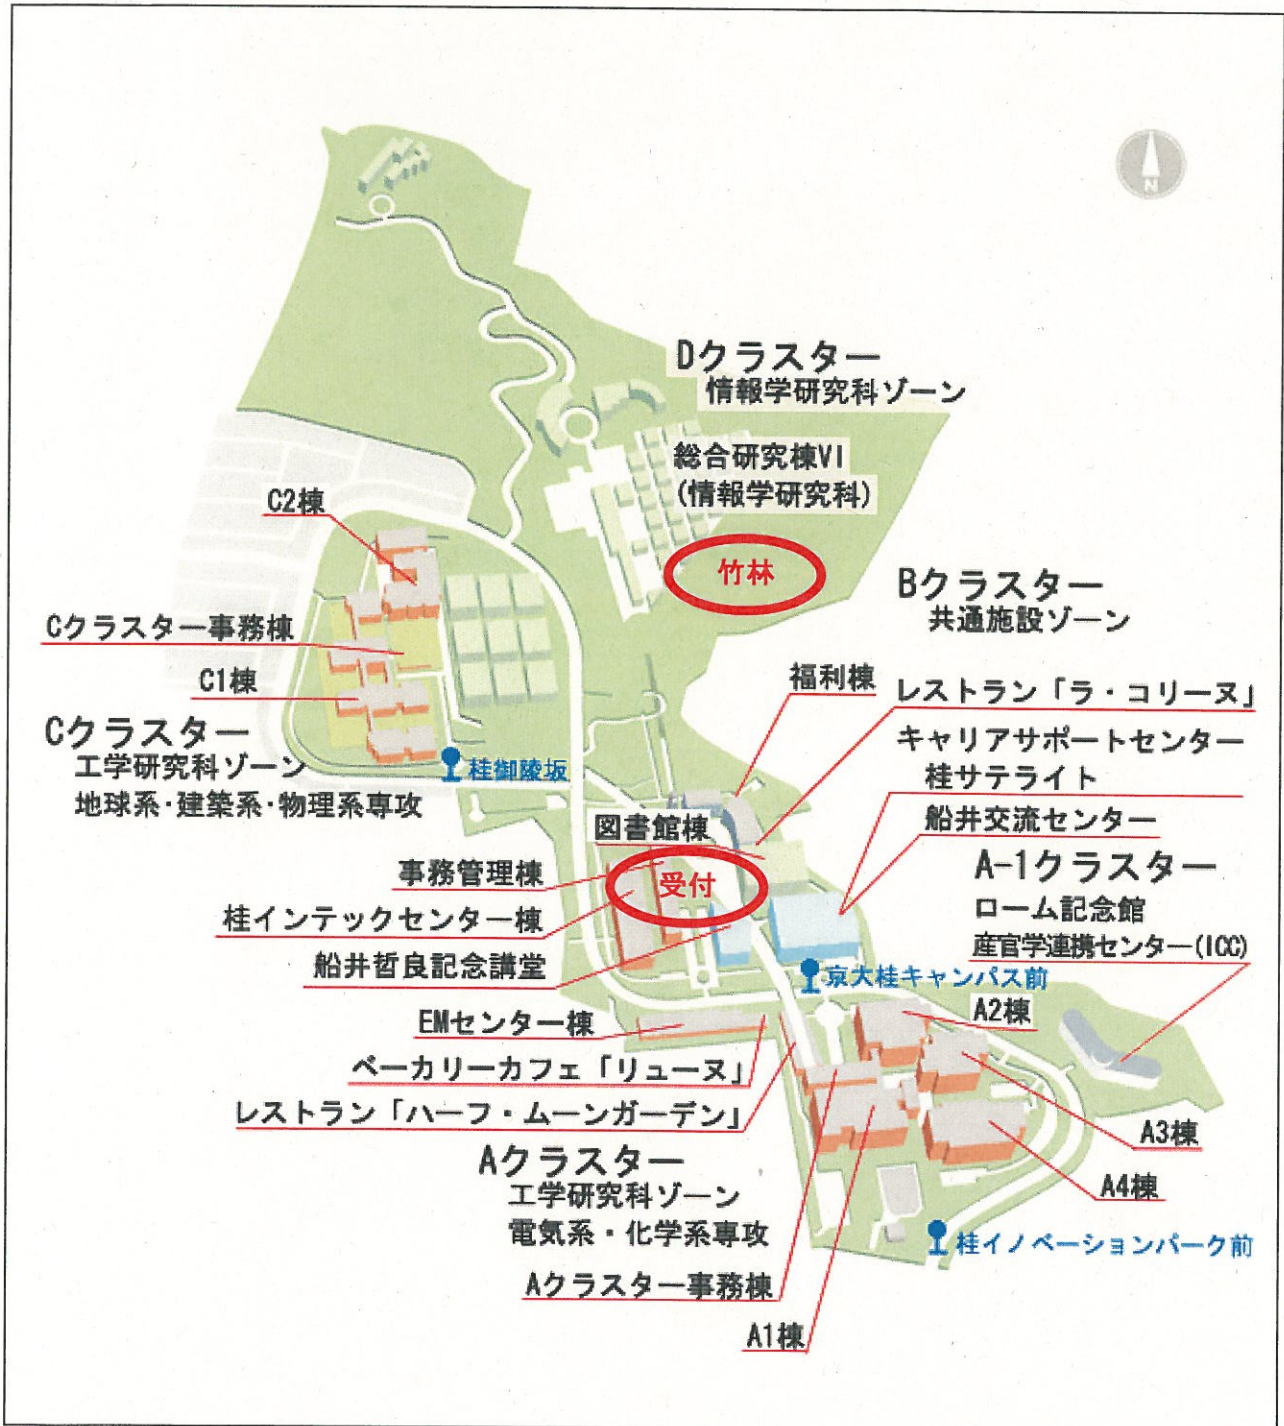 N
Dクラスター
情報学研究科ゾーン
総合研究棟VI
(情報学研究科)
C2棟
竹林
Bクラスター
共通施設ゾーン
Cクラスター事務棟
C1棟
福利棟
レストラン「ラ・コリーヌ」
Cクラスター
工学研究科ゾーン
地球系・建築系・物理系専攻
桂御陵坂
キャリアサポートセンター
桂サテライト
船井交流センター
図書館棟
事務管理棟
受付
A-1クラスター
ローム記念館
産官学連携センター(ICC)
桂インテックセンター棟
船井哲良記念講堂
京大桂キャンパス前
EMセンター棟
A2棟
ベーカリーカフェ「リューヌ」
レストラン「ハーフ・ムーンガーデン」
A3棟
Aクラスター
工学研究科ゾーン
電気系・化学系専攻
A4棟
桂イノベーションパーク前
Aクラスター事務棟
A1棟